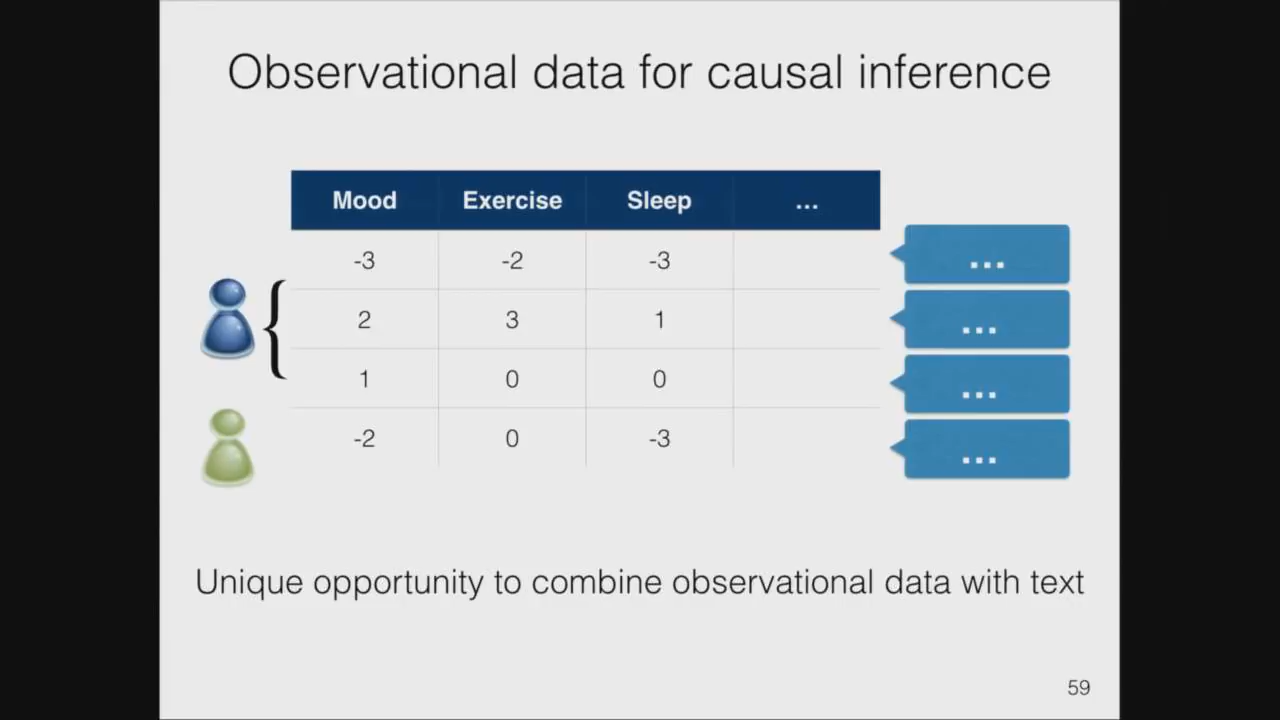 Observational data for causal inference
Mood Exercise Sleep ...
-3 -2 -3 ...
2 3 1 ...
1 0 0 ...
-2 0 -3 ...
Unique opportunity to combine observational data with text
59